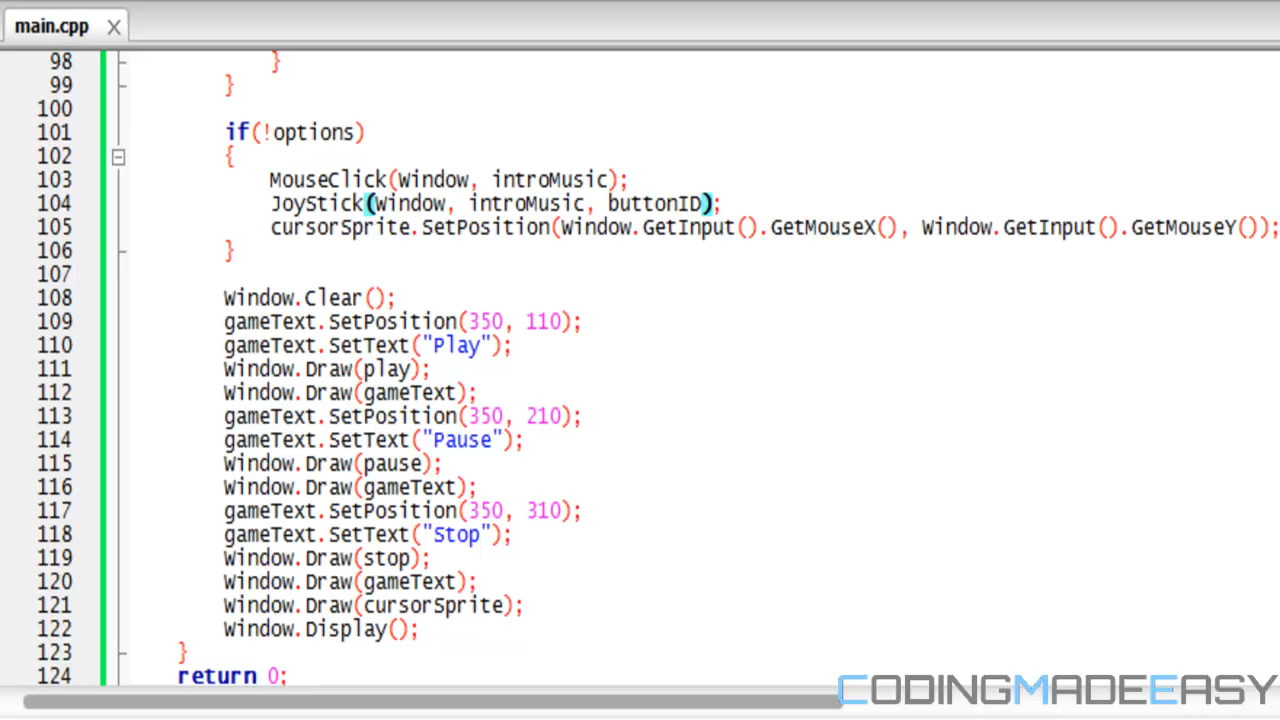 main.cpp X
98 }
99 }
100
101 if(!options)
102 {
103 MouseClick(Window, introMusic);
104 JoyStick(Window, introMusic, buttonID);
105 cursorSprite.SetPosition(Window.GetInput().GetMouseX(), Window.GetInput().GetMouseY());
106 }
107
108 Window.Clear();
109 gameText.SetPosition(350, 110);
110 gameText.SetText("Play");
111 Window.Draw(play);
112 Window.Draw(gameText);
113 gameText.SetPosition(350, 210);
114 gameText.SetText("Pause");
115 Window.Draw(pause);
116 Window.Draw(gameText);
117 gameText.SetPosition(350, 310);
118 gameText.SetText("Stop");
119 Window.Draw(stop);
120 Window.Draw(gameText);
121 Window.Draw(cursorSprite);
122 Window.Display();
123 }
124 return 0;
CODINGMADEEASY